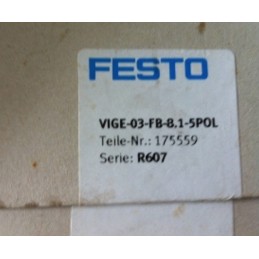 FESTO
VIGE-03-FB-8.1-5POL
Teile-Nr.: 175559
Serie: R607